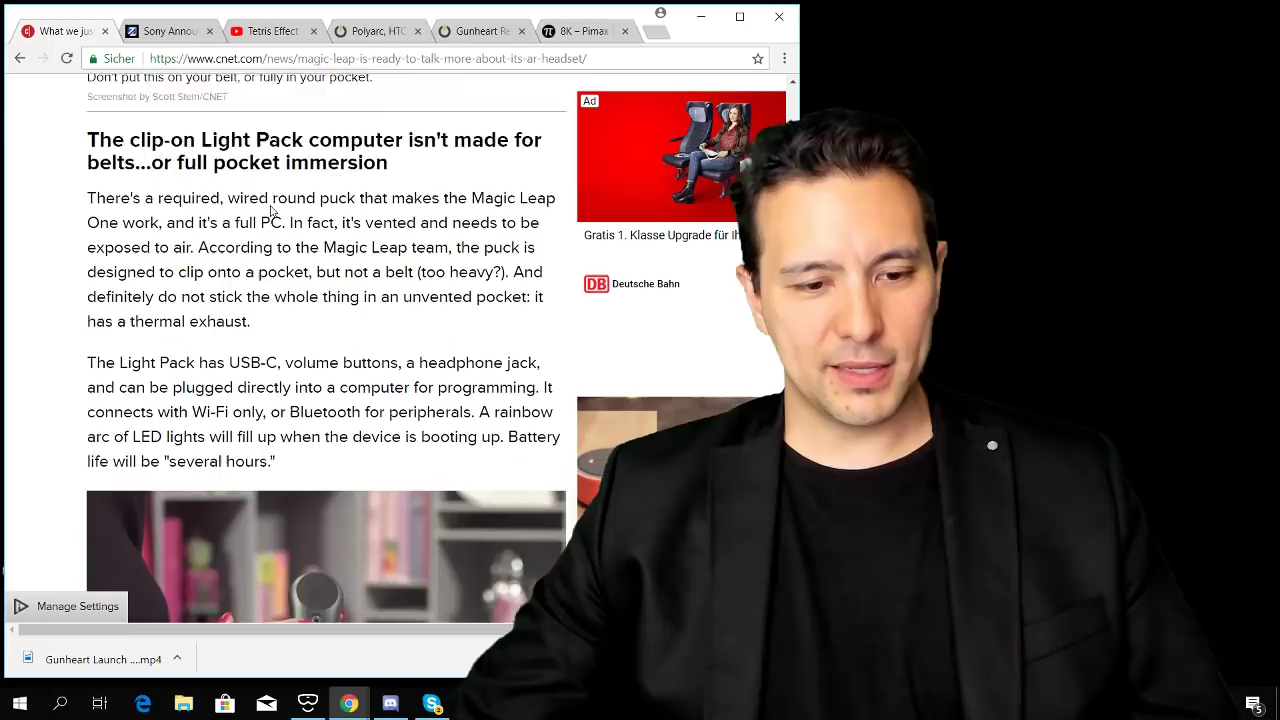 What we jus
Sony Annou
Tetris Effect
Polyarc, HTC
Gunheart Re
8K – Pimax
Sicher
https://www.cnet.com/news/magic-leap-is-ready-to-talk-more-about-its-ar-headset/
Don't put this on your belt, or fully in your pocket.
Screenshot by Scott Stein/CNET
The clip-on Light Pack computer isn't made for
belts...or full pocket immersion
There's a required, wired round puck that makes the Magic Leap
One work, and it's a full PC. In fact, it's vented and needs to be
exposed to air. According to the Magic Leap team, the puck is
designed to clip onto a pocket, but not a belt (too heavy?). And
definitely do not stick the whole thing in an unvented pocket: it
has a thermal exhaust.
The Light Pack has USB-C, volume buttons, a headphone jack,
and can be plugged directly into a computer for programming. It
connects with Wi-Fi only, or Bluetooth for peripherals. A rainbow
arc of LED lights will fill up when the device is booting up. Battery
life will be "several hours."
Ad
Gratis 1. Klasse Upgrade für
DB Deutsche Bahn
Manage Settings
Gunheart Launch ....mp4
2
5